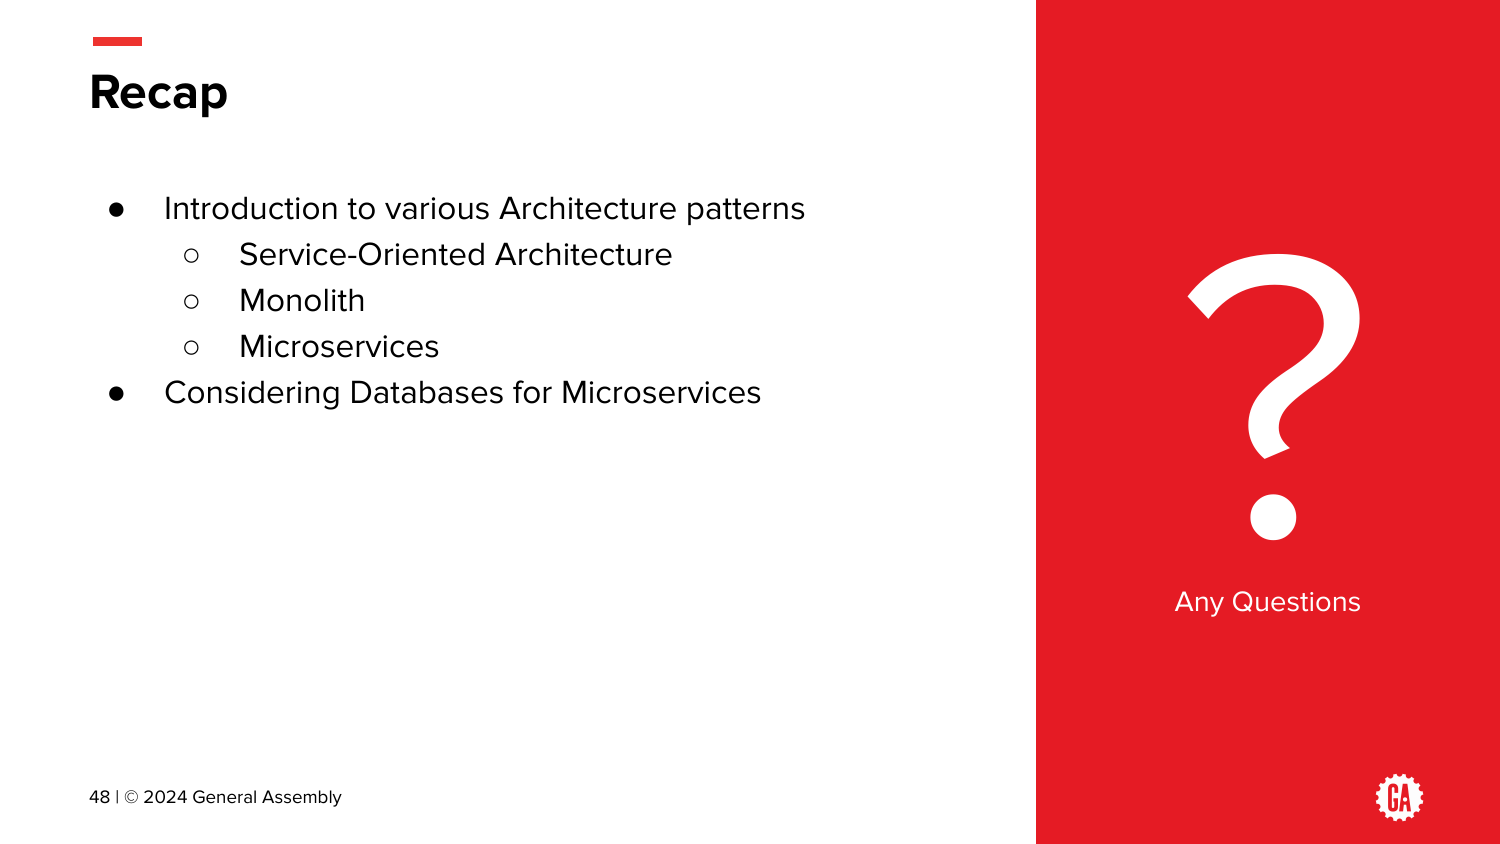 Recap
● Introduction to various Architecture patterns
○ Service-Oriented Architecture
○ Monolith
○ Microservices
● Considering Databases for Microservices
?
Any Questions
48 | © 2024 General Assembly
GA